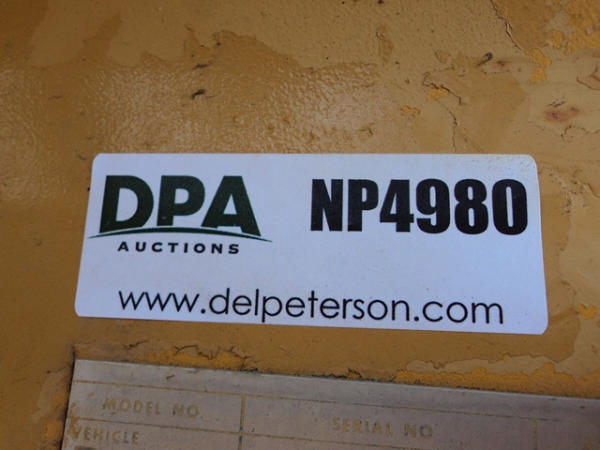 DPA NP4980
AUCTIONS
www.delpeterson.com
MODEL NO. SERIAL NO
VEHICLE